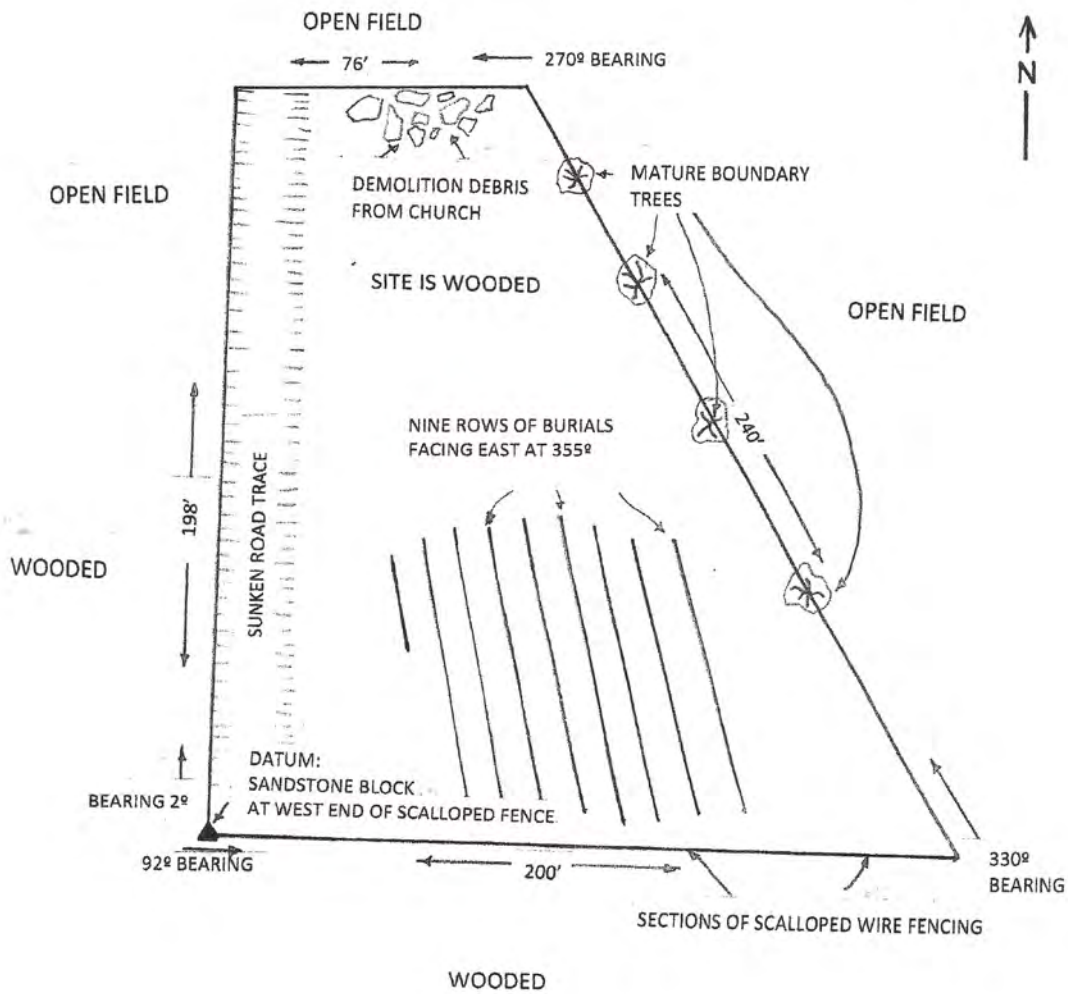 OPEN FIELD
76'
270º BEARING
N
OPEN FIELD
DEMOLITION DEBRIS
FROM CHURCH
MATURE BOUNDARY
TREES
SITE IS WOODED
OPEN FIELD
240'
NINE ROWS OF BURIALS
FACING EAST AT 355º
198'
SUNKEN ROAD TRACE
WOODED
DATUM:
SANDSTONE BLOCK
AT WEST END OF SCALLOPED FENCE
BEARING 2º
92º BEARING
200'
330º
BEARING
SECTIONS OF SCALLOPED WIRE FENCING
WOODED